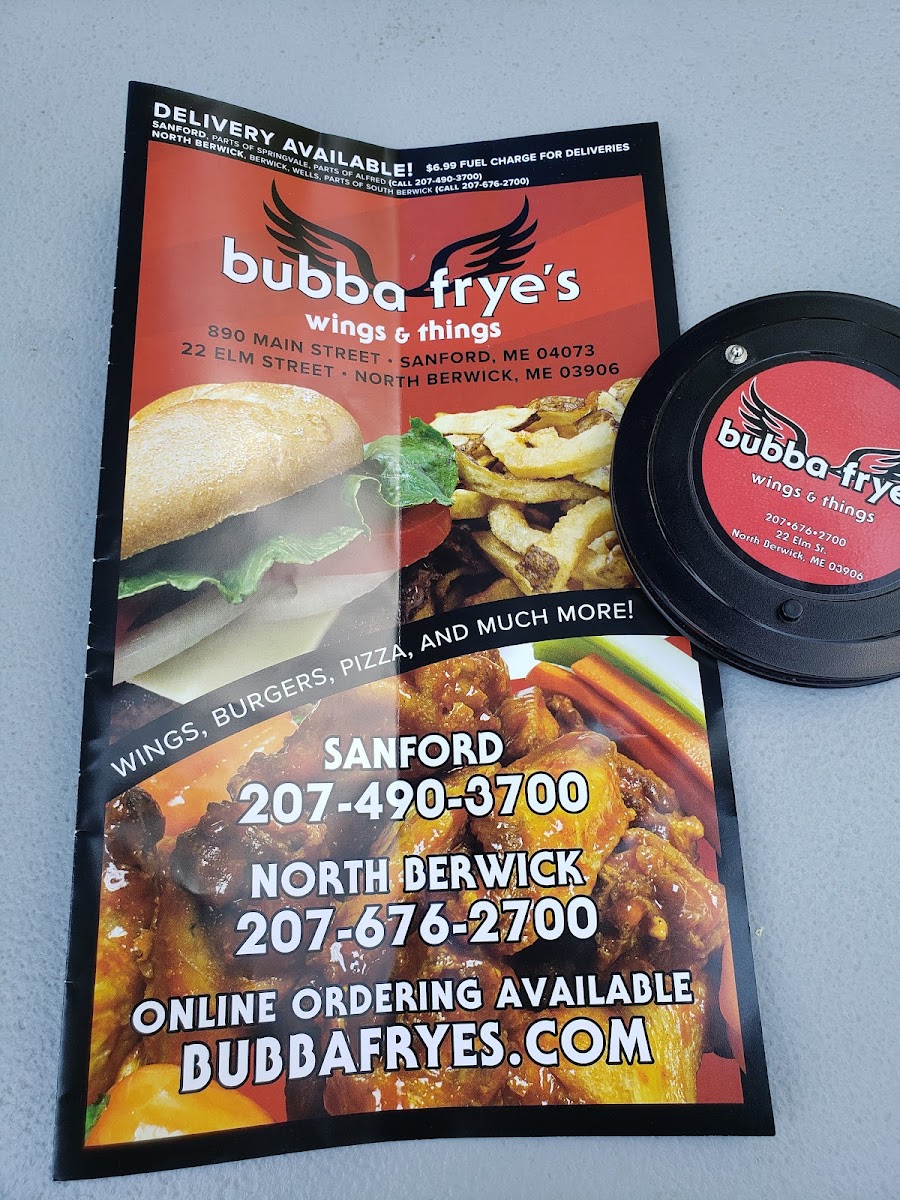 DELIVERY AVAILABLE! $6.99 FUEL CHARGE FOR DELIVERIES
SANFORD, PARTS OF SPRINGVALE, PARTS OF ALFRED (CALL 207-490-3700)
NORTH BERWICK, BERWICK, WELLS, PARTS OF SOUTH BERWICK (CALL 207-676-2700)
bubba frye's
wings & things
890 MAIN STREET • SANFORD, ME 04073
22 ELM STREET • NORTH BERWICK, ME 03906
WINGS, BURGERS, PIZZA, AND MUCH MORE!
SANFORD
207-490-3700
NORTH BERWICK
207-676-2700
ONLINE ORDERING AVAILABLE
BUBBAFRYES.COM
bubba frye
wings & things
207•676•2700
22 Elm St.
North Berwick, ME 03906